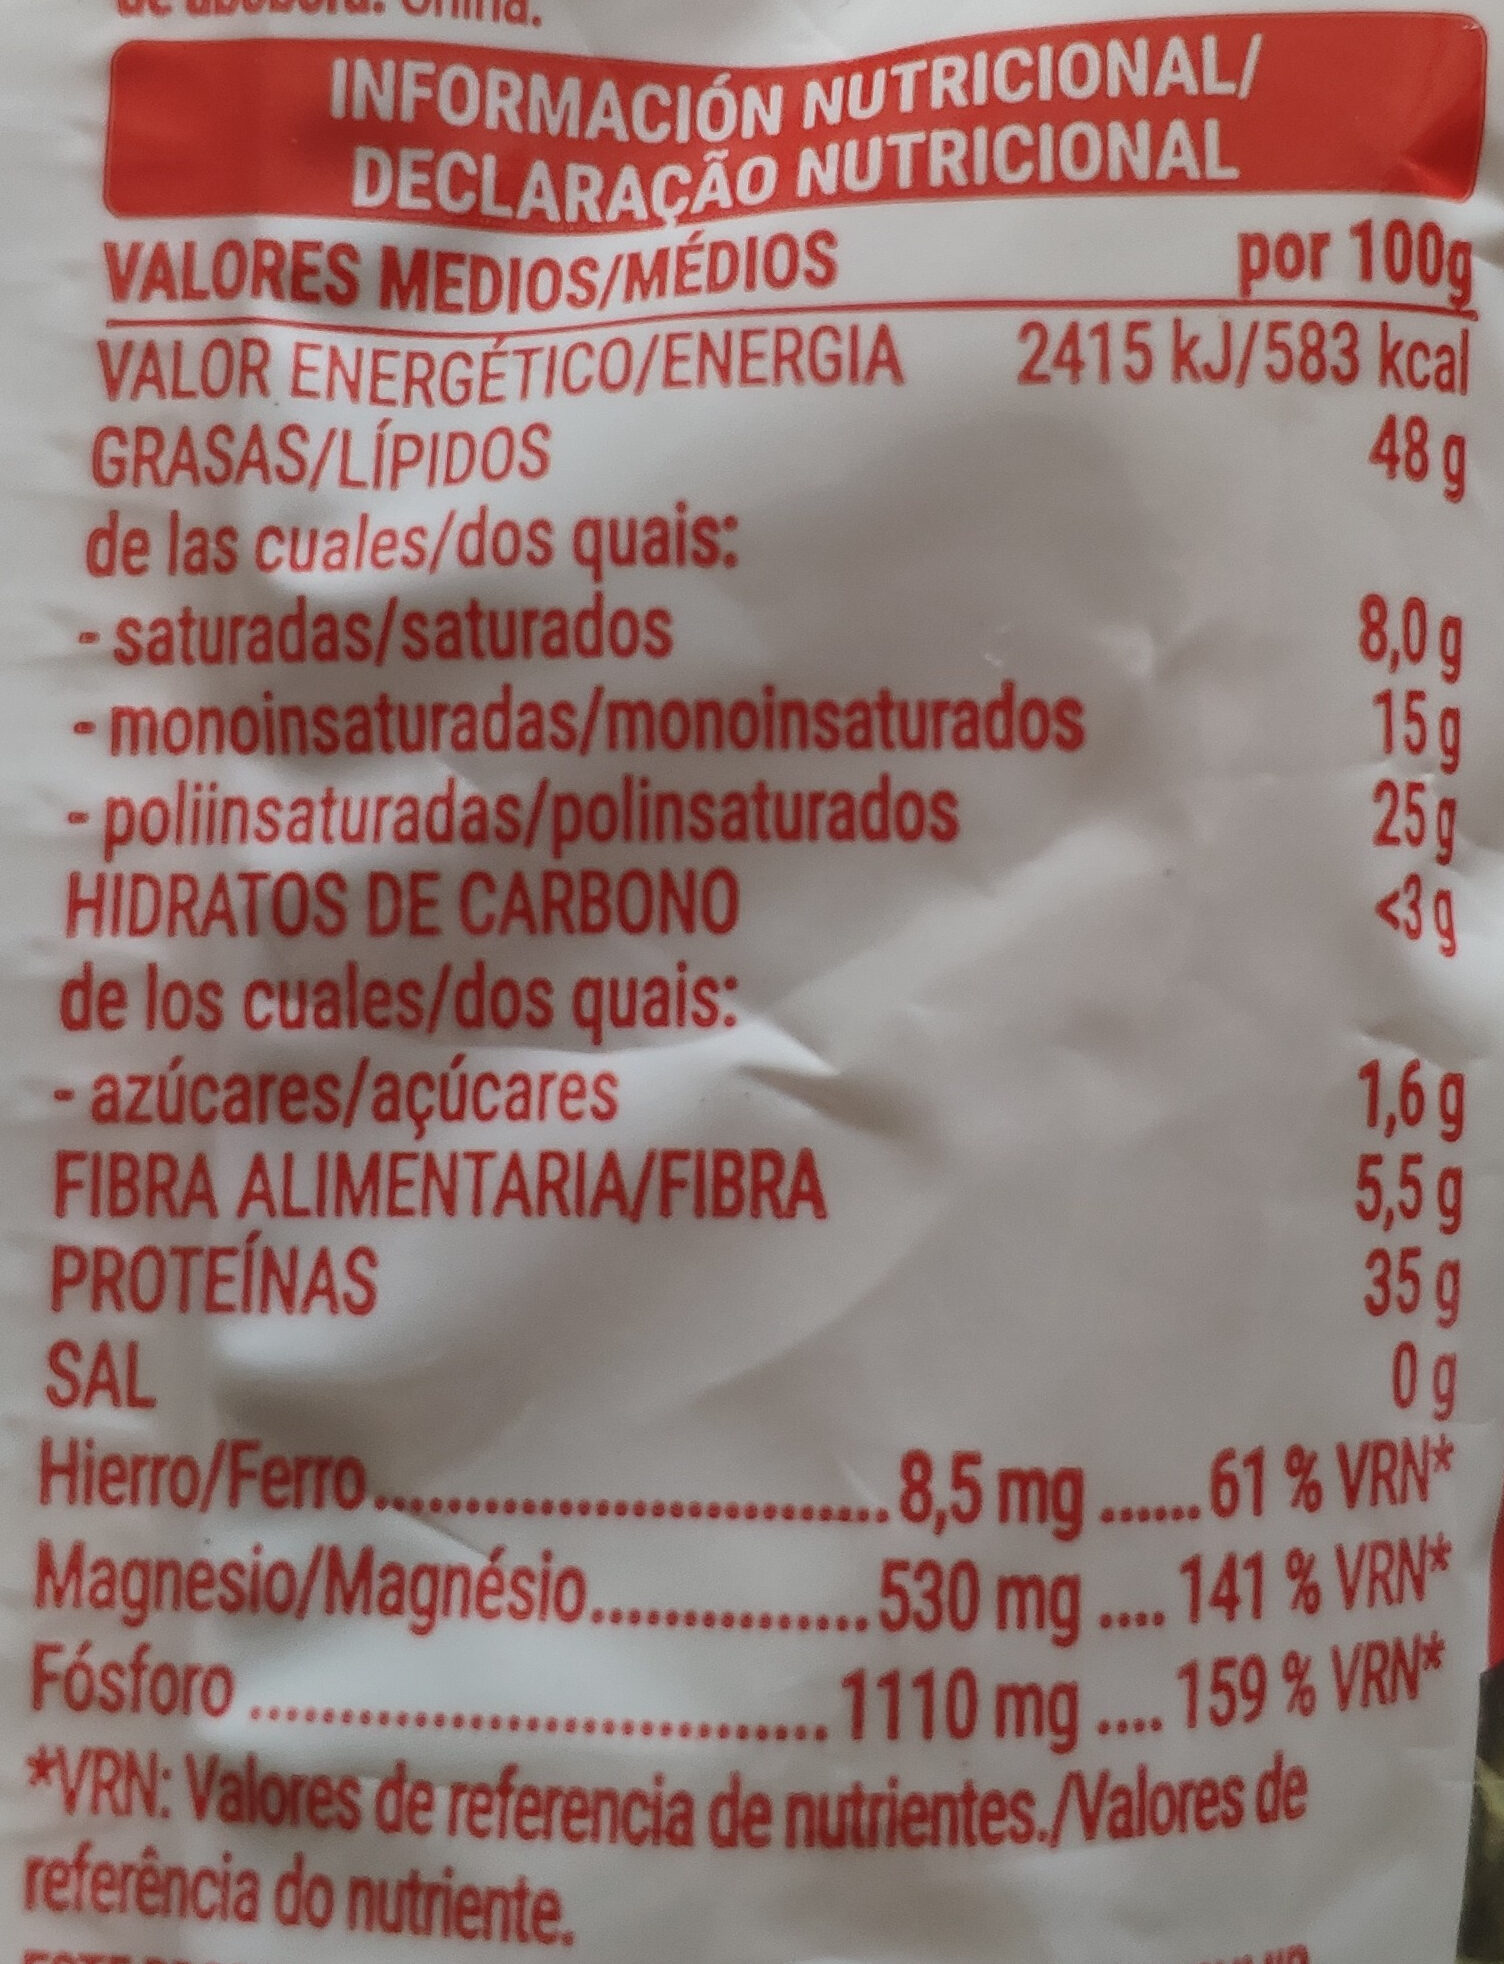 INFORMACIÓN NUTRICIONAL/
DECLARAÇÃO NUTRICIONAL
VALORES MEDIOS/MÉDIOS por 100g
VALOR ENERGÉTICO/ENERGIA 2415 kJ/583 kcal
GRASAS/LÍPIDOS 48 g
de las cuales/dos quais:
- saturadas/saturados 8,0 g
- monoinsaturadas/monoinsaturados 15 g
- poliinsaturadas/polinsaturados 25 g
HIDRATOS DE CARBONO <3 g
de los cuales/dos quais:
- azúcares/açúcares 1,6 g
FIBRA ALIMENTARIA/FIBRA 5,5 g
PROTEÍNAS 35 g
SAL 0 g
Hierro/Ferro.............................. 8,5 mg ...... 61 % VRN*
Magnesio/Magnésio................ 530 mg .... 141 % VRN*
Fósforo ................................ 1110 mg .... 159 % VRN*
*VRN: Valores de referencia de nutrientes./Valores de
referência do nutriente.